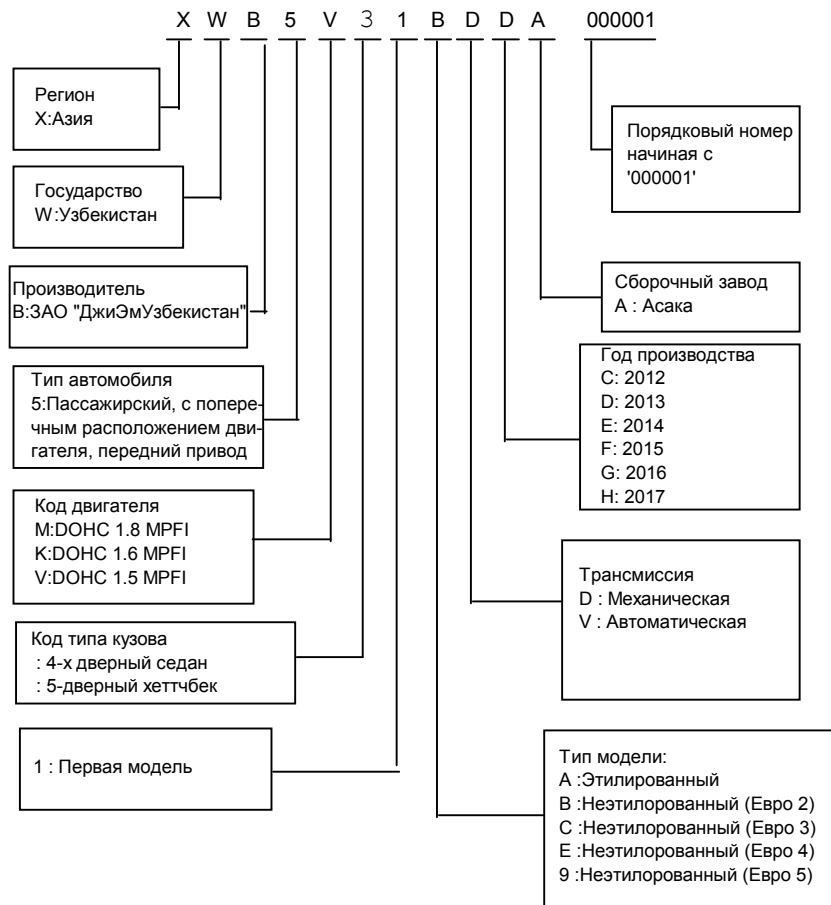 X W B 5 V 3 1 B D D A 000001
Регион
X:Азия
Государство
W:Узбекистан
Производитель
B:ЗАО "ДжиЭмУзбекистан"
Тип автомобиля
5:Пассажирский, с попере-
чным расположением дви-
гателя, передний привод
Код двигателя
M:DOHC 1.8 MPFI
K:DOHC 1.6 MPFI
V:DOHC 1.5 MPFI
Код типа кузова
: 4-х дверный седан
: 5-дверный хеттчбек
1 : Первая модель
Порядковый номер
начиная с
'000001'
Сборочный завод
A : Асака
Год производства
C: 2012
D: 2013
E: 2014
F: 2015
G: 2016
H: 2017
Трансмиссия
D : Механическая
V : Автоматическая
Тип модели:
A :Этилированный
B :Неэтилорованный (Евро 2)
C :Неэтилорованный (Евро 3)
E :Неэтилорованный (Евро 4)
9 :Неэтилорованный (Евро 5)